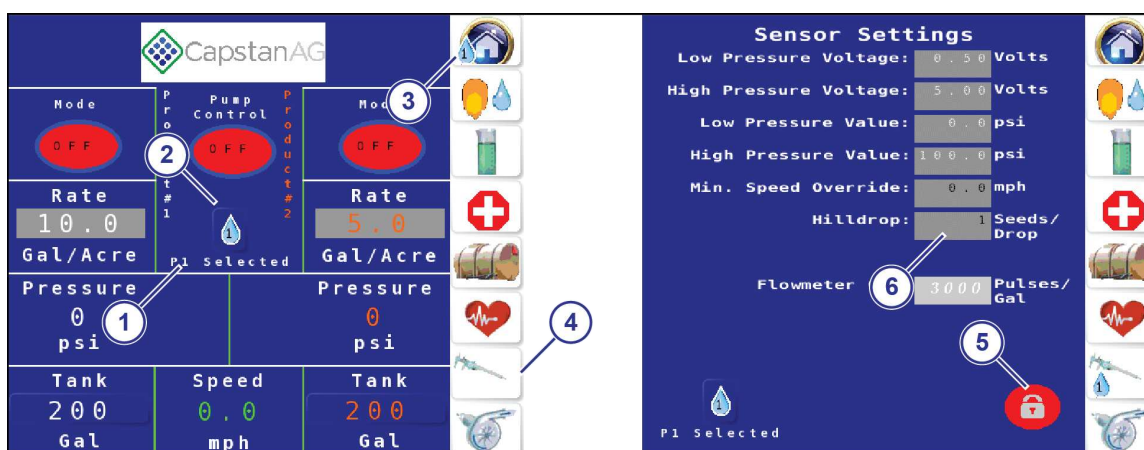 CapstanAG
Mode
OFF
Product#1
Pump
Control
OFF
Product#2
OFF
Rate
10.0
Gal/Acre
1
P1 Selected
Rate
5.0
Gal/Acre
Pressure
0
psi
Pressure
0
psi
Tank
200
Gal
Speed
0.0
mph
Tank
200
Gal
1
1
2
3
4
Sensor Settings
Low Pressure Voltage: 0.50 Volts
High Pressure Voltage: 5.00 Volts
Low Pressure Value: 0.0 psi
High Pressure Value: 100.0 psi
Min. Speed Override: 0.0 mph
Hilldrop: 1 Seeds/
Drop
Flowmeter 3000 Pulses/
Gal
1
P1 Selected
1
5
6